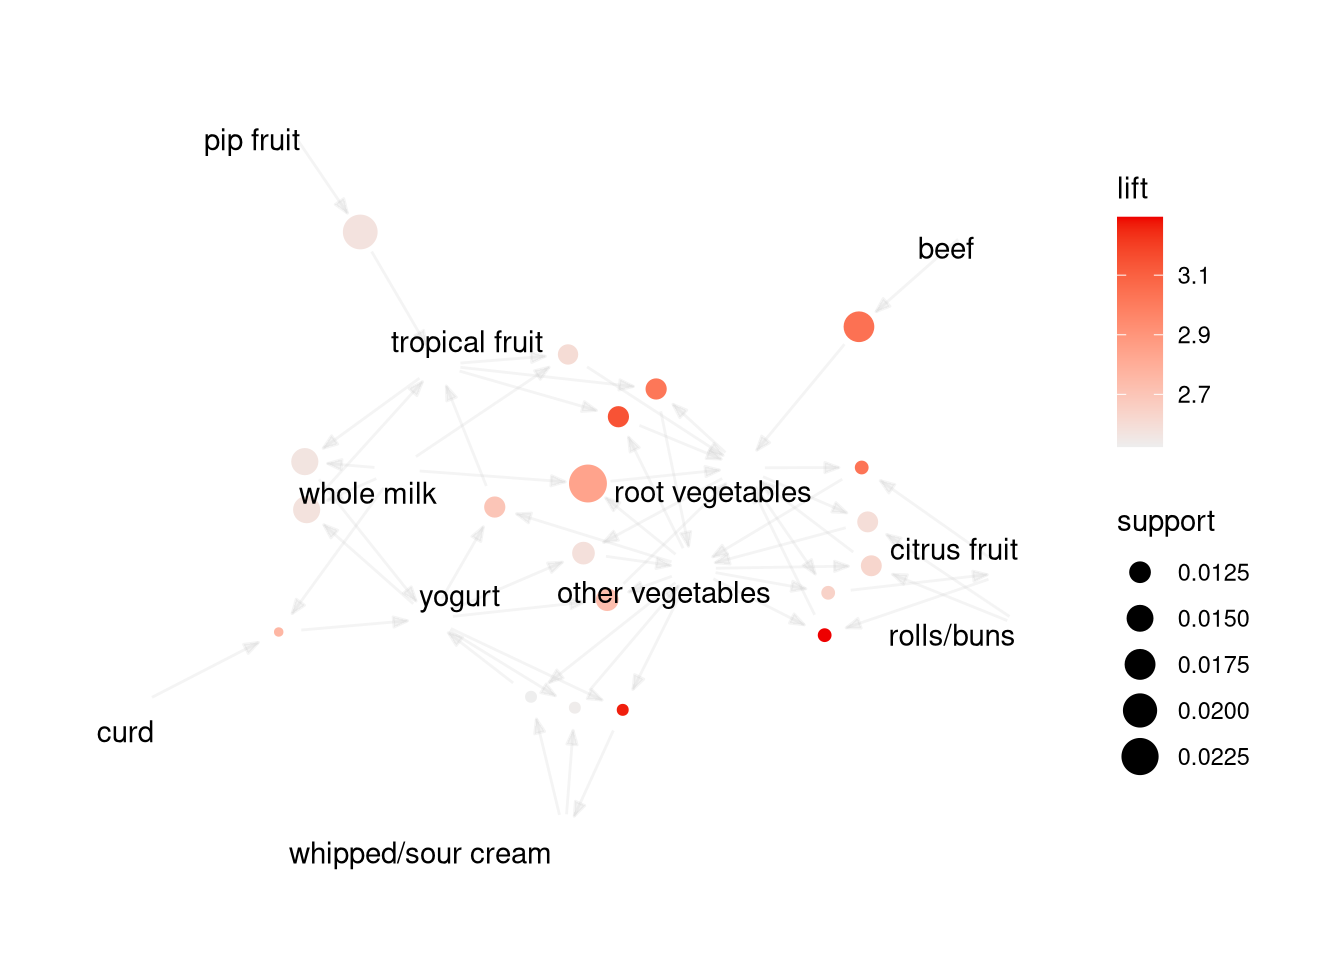 pip fruit
beef
tropical fruit
whole milk
root vegetables
citrus fruit
yogurt
other vegetables
rolls/buns
curd
whipped/sour cream
lift
3.1
2.9
2.7
support
0.0125
0.0150
0.0175
0.0200
0.0225